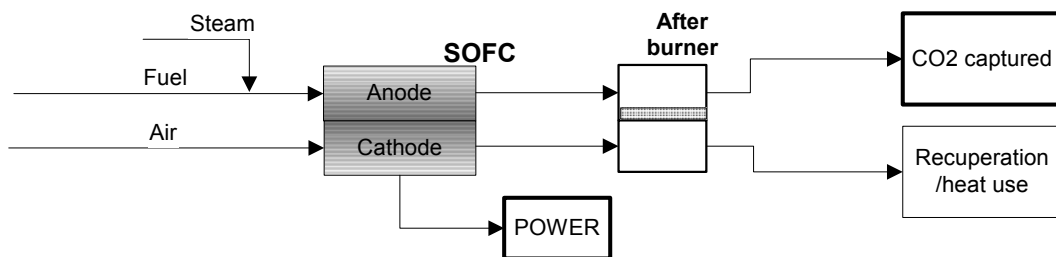 Steam
After
burner
SOFC
CO2 captured
Fuel
Anode
Air
Cathode
Recuperation
/heat use
POWER